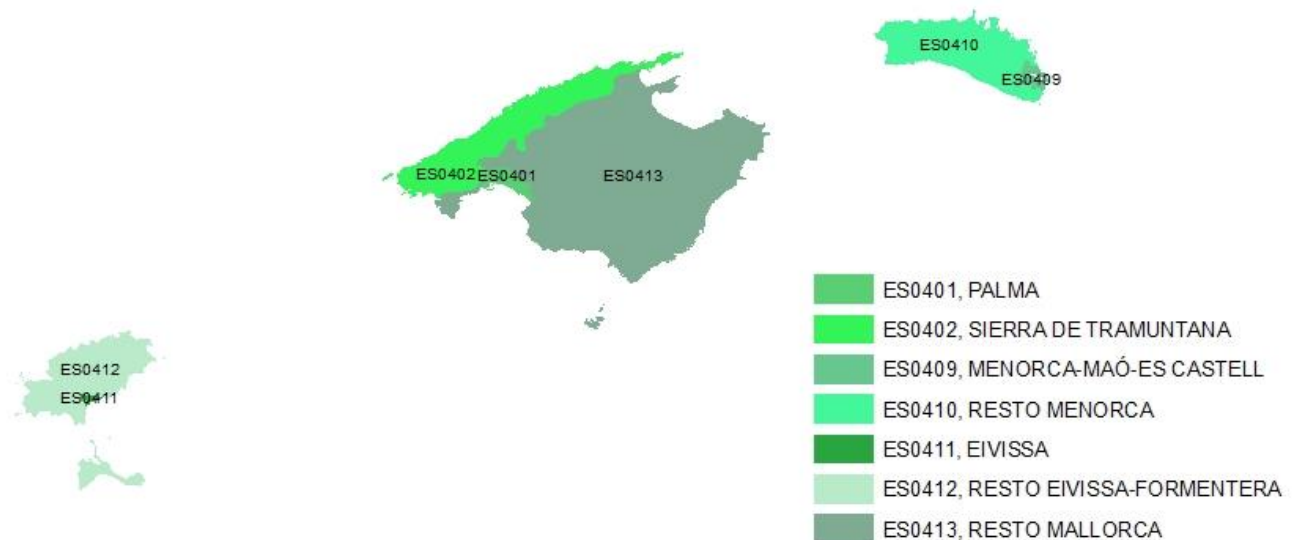 ES0410
ES0409
ES0402
ES0401
ES0413
ES0412
ES0411
ES0401, PALMA
ES0402, SIERRA DE TRAMUNTANA
ES0409, MENORCA-MAÓ-ES CASTELL
ES0410, RESTO MENORCA
ES0411, EIVISSA
ES0412, RESTO EIVISSA-FORMENTERA
ES0413, RESTO MALLORCA